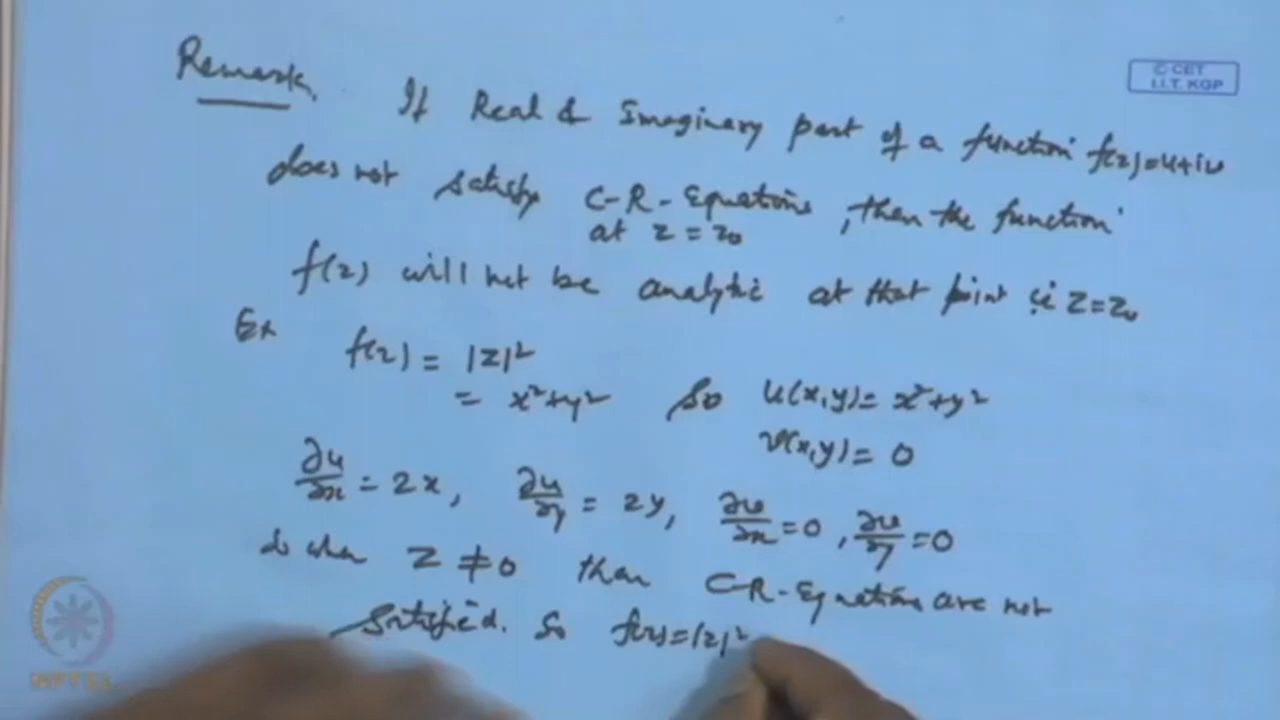 Remark. If Real & Imaginary part of a function f(z)=u+iv
C CET
I.I.T. KGP
does not satisfy C-R-Equations, then the function
at z = z₀
f(z) will not be analytic at that point ie z=z₀
Ex f(z) = |z|²
= x²+y² So u(x,y)= x²+y²
v(x,y)= 0
∂u/∂x = 2x, ∂u/∂y = 2y, ∂v/∂x =0, ∂v/∂y =0
So when z ≠ 0 then C-R-Equations are not
satisfied. So f(z)=|z|²
NPTEL